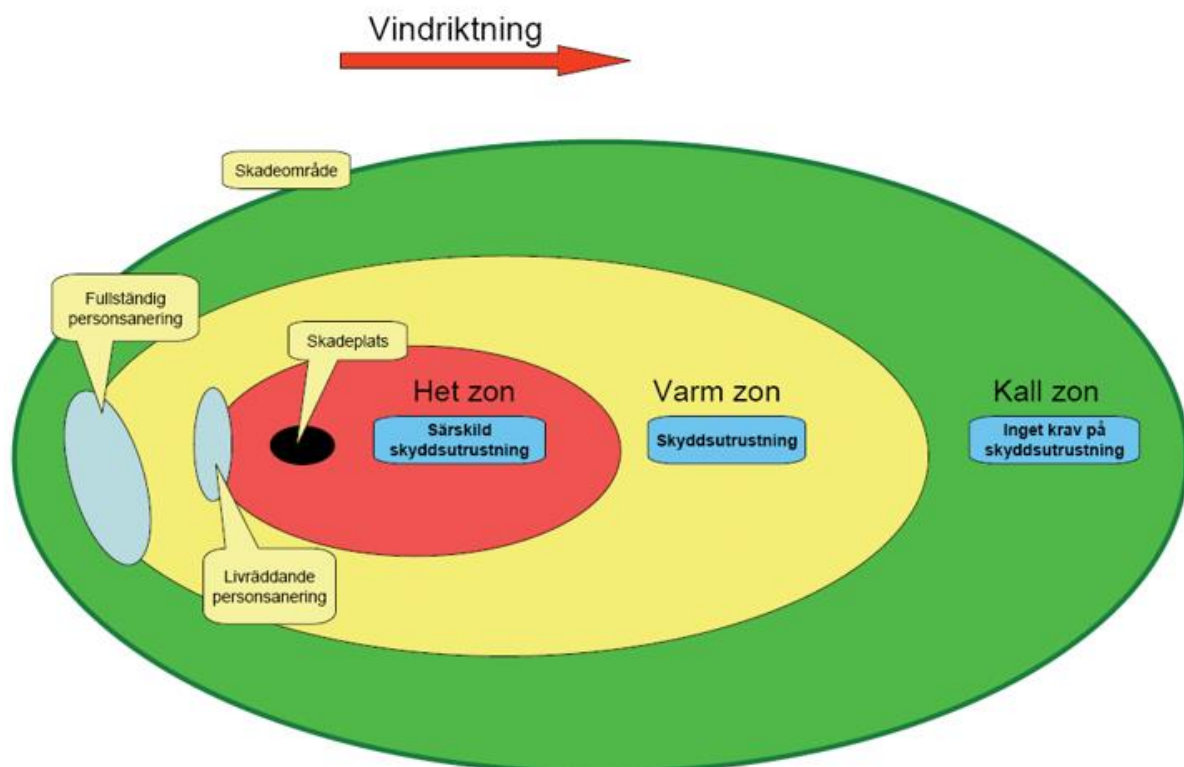 Vindriktning
Skadeområde
Fullständig
personsanering
Skadeplats
Het zon
Särskild
skyddsutrustning
Varm zon
Skyddsutrustning
Kall zon
Inget krav på
skyddsutrustning
Livräddande
personsanering